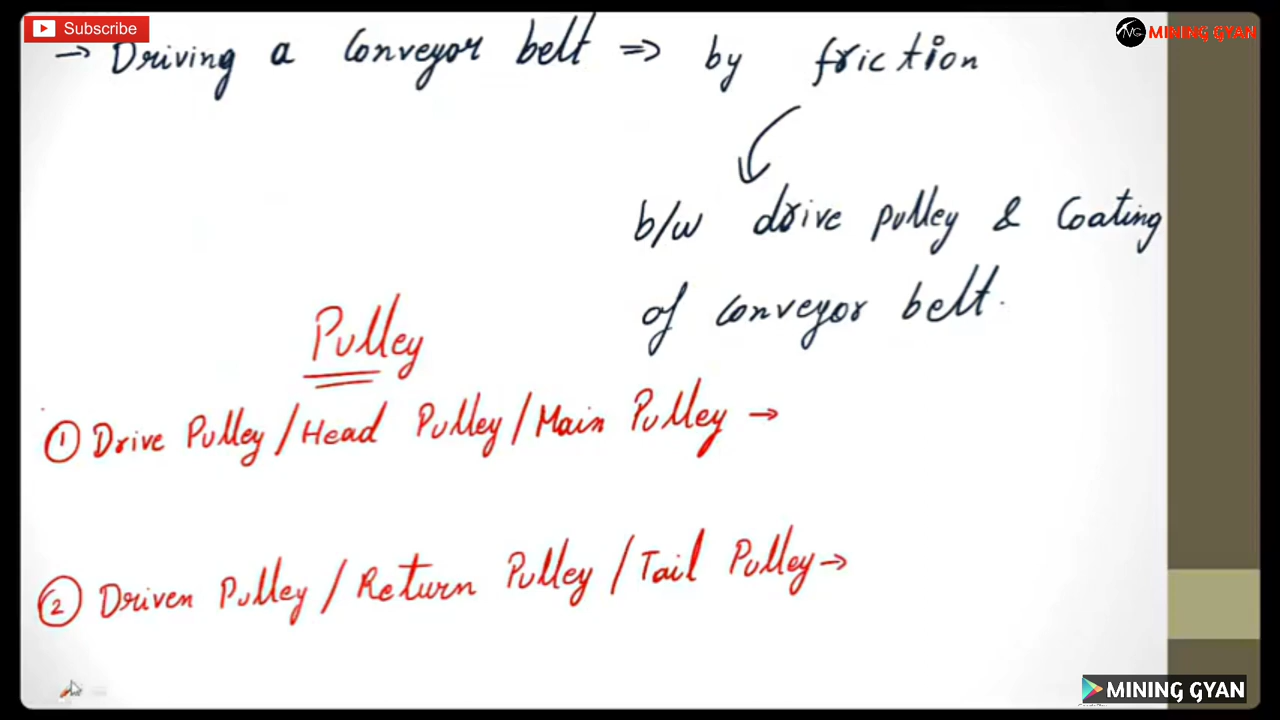 Subscribe
MINING GYAN
→ Driving a conveyor belt => by friction
b/w drive pulley & Coating
of conveyor belt.
Pulley
① Drive Pulley/Head Pulley/Main Pulley →
② Driven Pulley/Return Pulley/Tail Pulley→
MINING GYAN